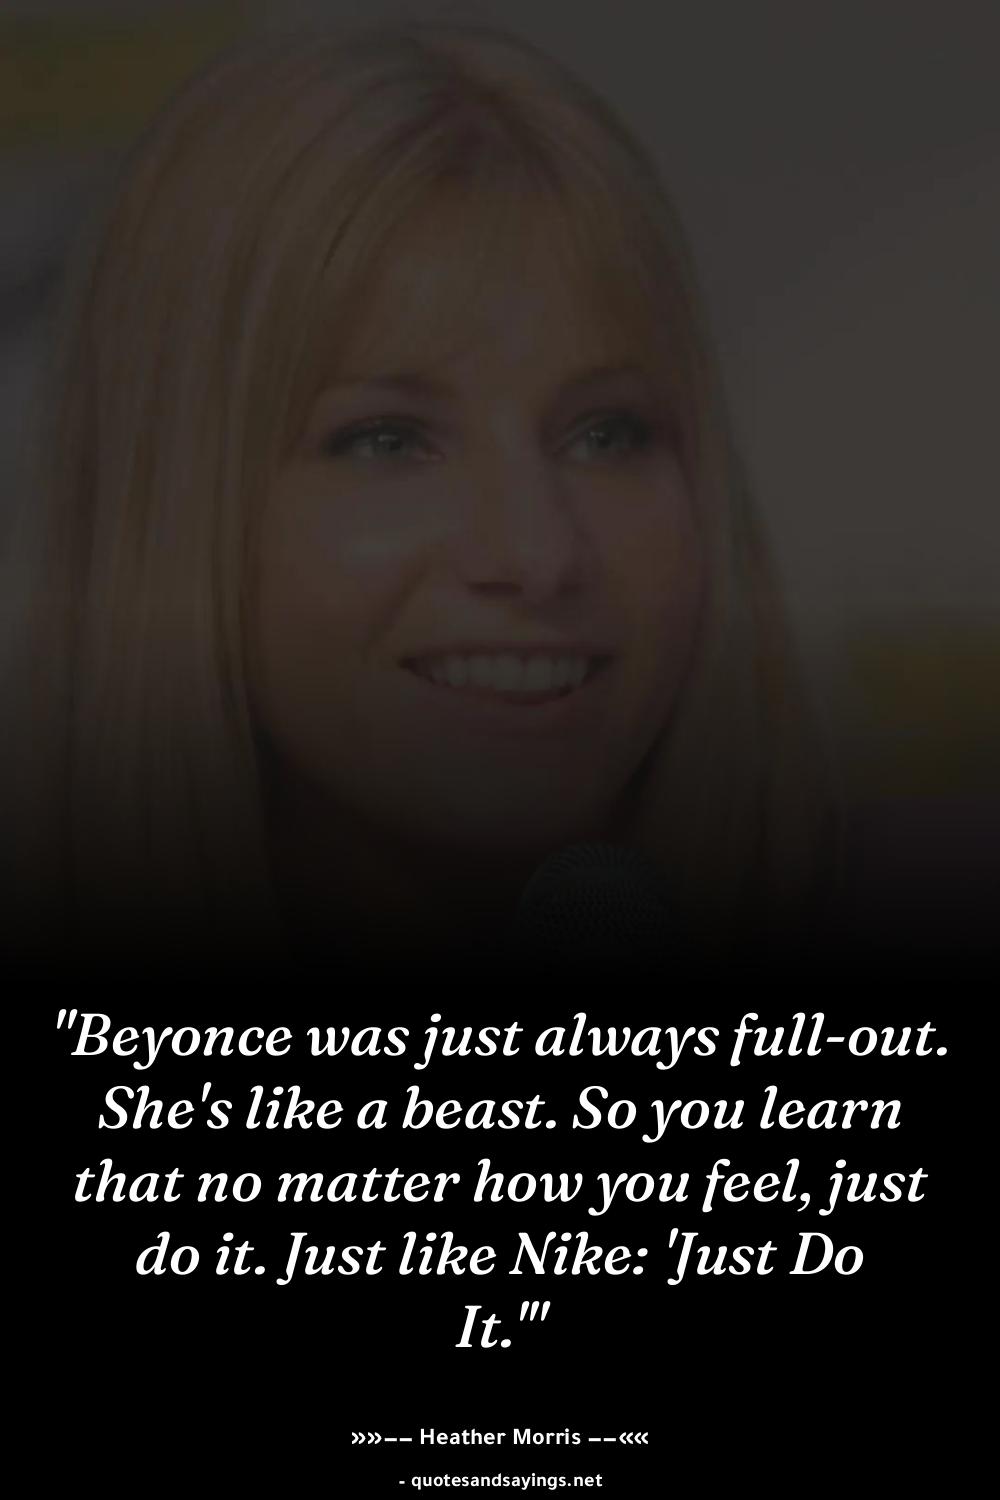 "Beyonce was just always full-out.
She's like a beast. So you learn
that no matter how you feel, just
do it. Just like Nike: 'Just Do
It.'"
»»-- Heather Morris --««
- quotesandsayings.net